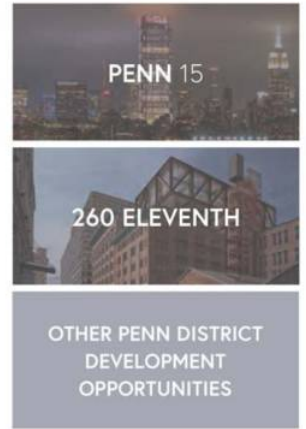 PENN 15
260 ELEVENTH
OTHER PENN DISTRICT
DEVELOPMENT
OPPORTUNITIES